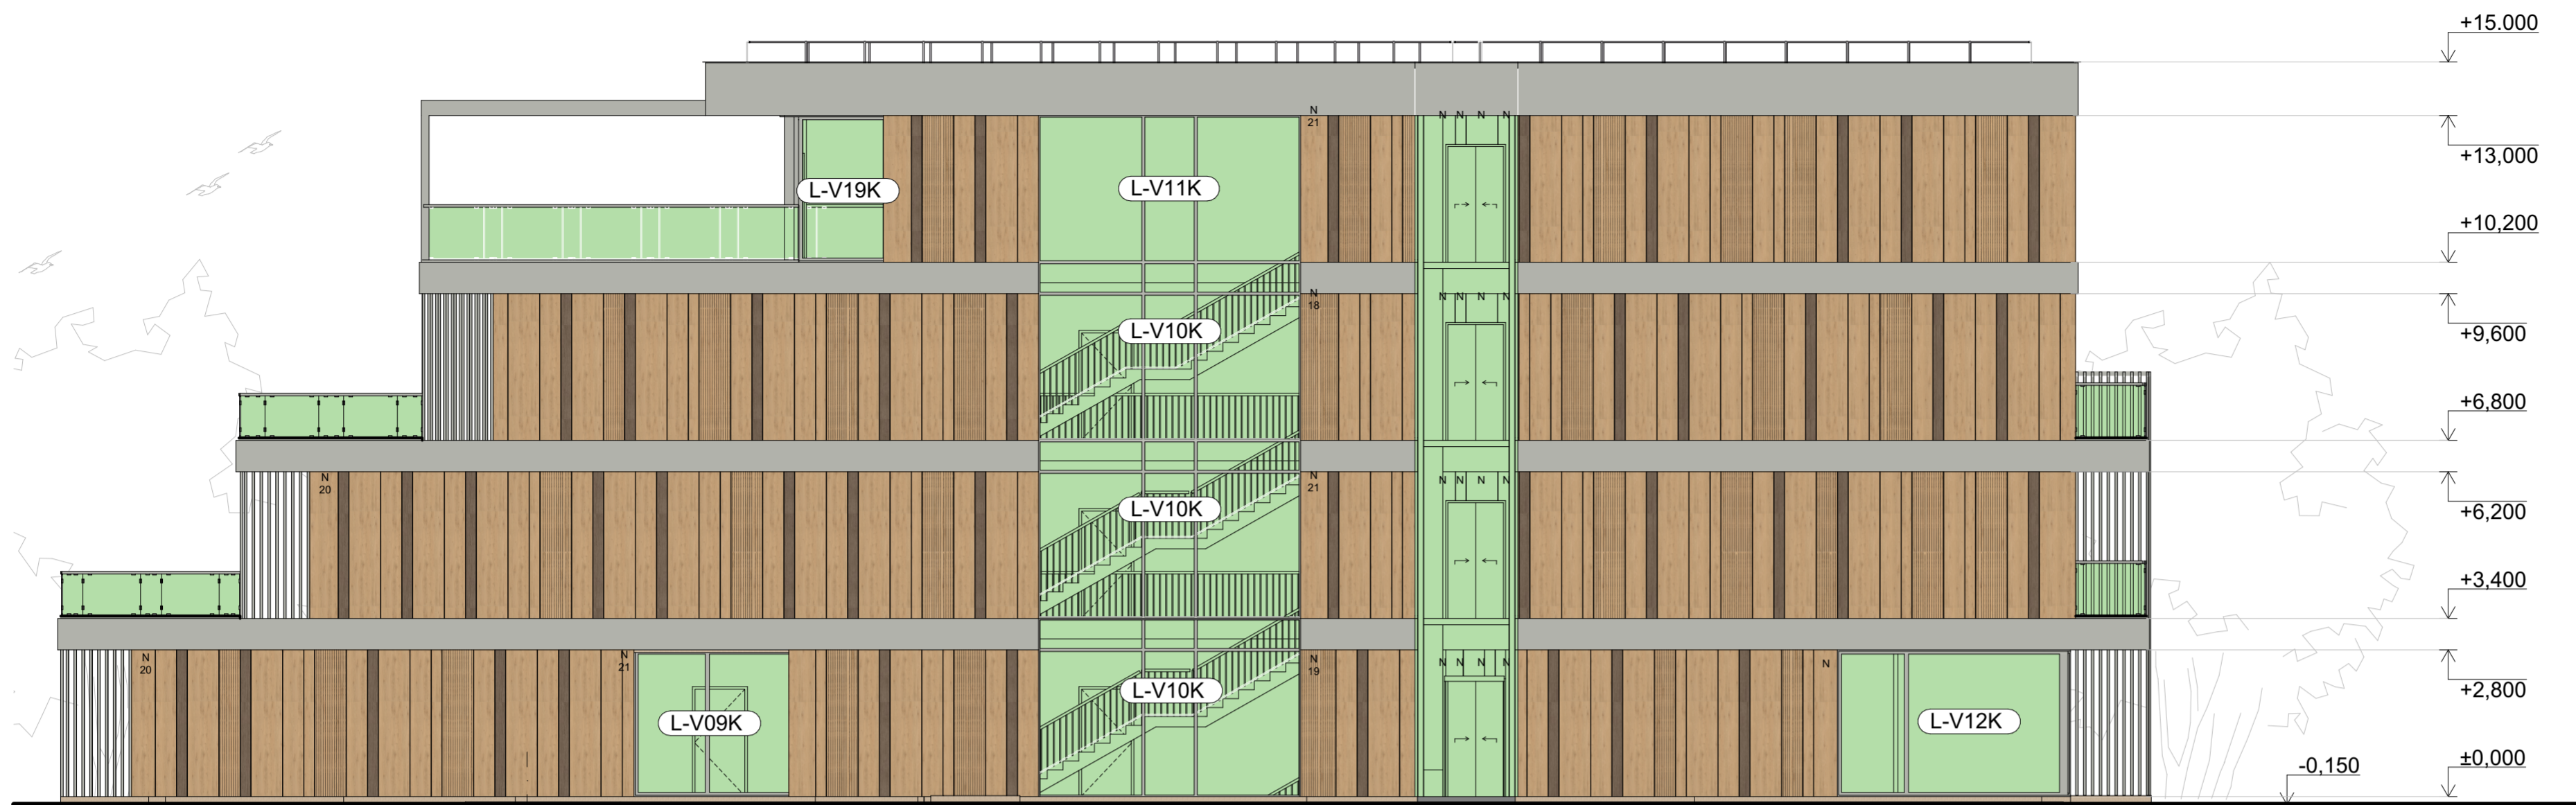 +15.000
N
21
N N N N
+13,000
L-V19K
L-V11K
+10,200
N
18
N N N N
L-V10K
+9,600
+6,800
N
20
N
21
N N N N
L-V10K
+6,200
+3,400
N
20
N
21
N
19
N N N N
N
L-V10K
+2,800
L-V09K
L-V12K
-0,150
±0,000